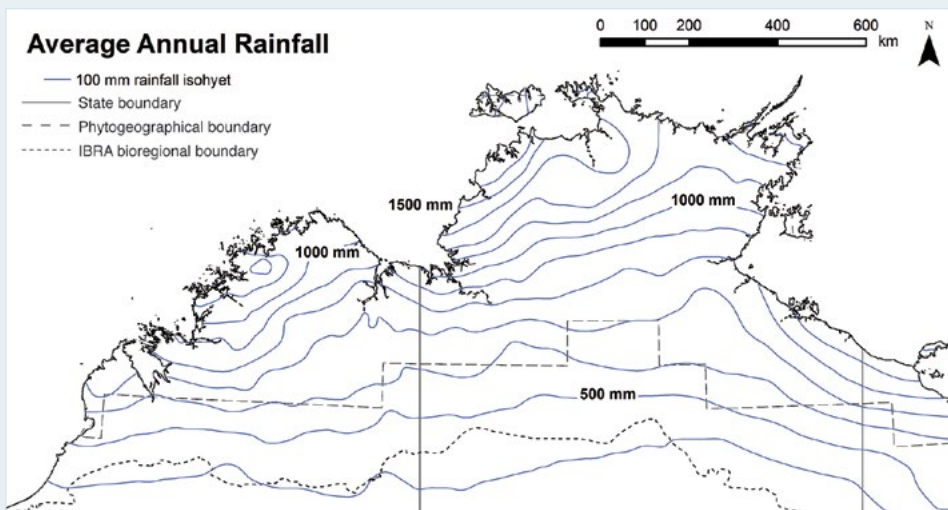 Average Annual Rainfall
100 mm rainfall isohyet
State boundary
Phytogeographical boundary
IBRA bioregional boundary
0 100 200 400 600
km
N
1500 mm
1000 mm
1000 mm
500 mm